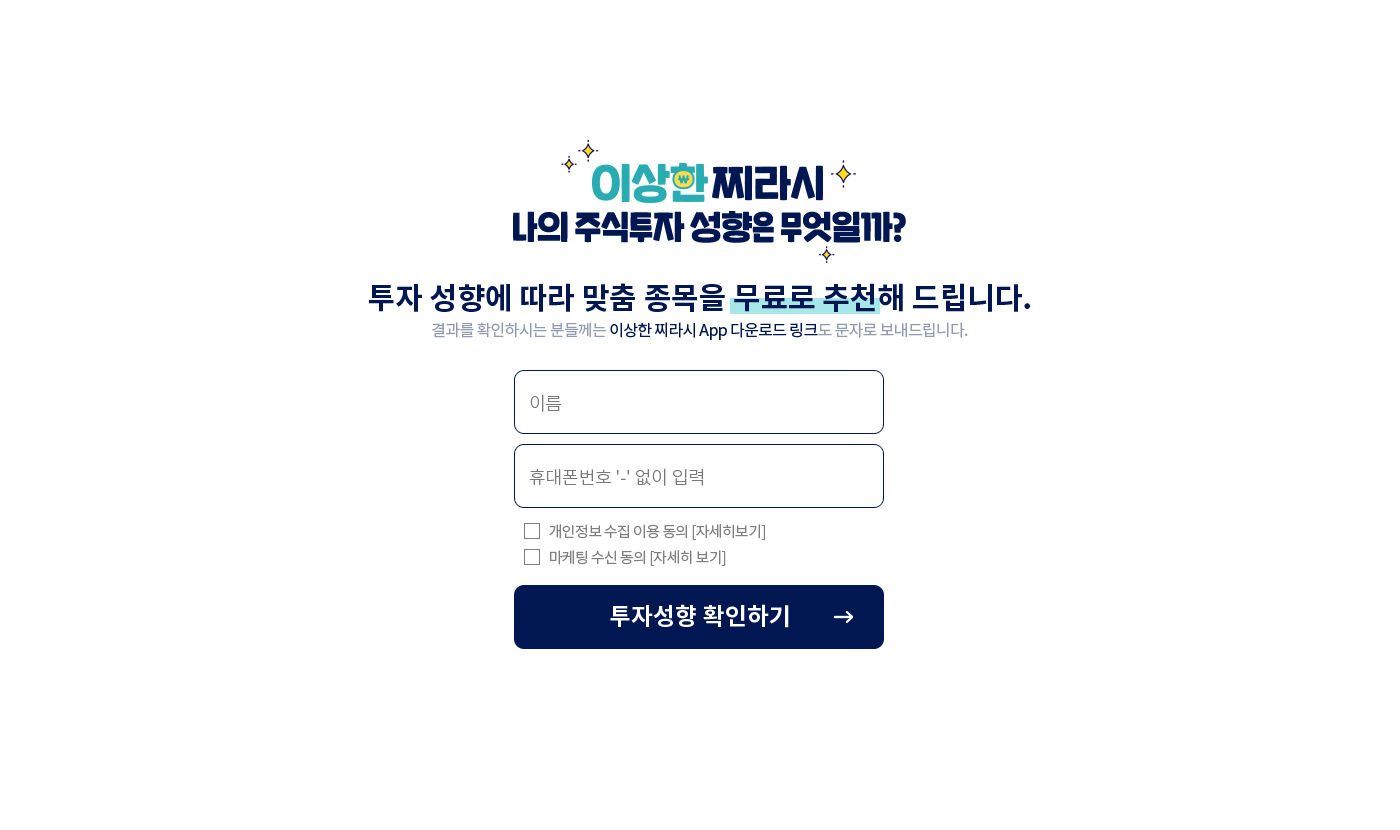 이상한 찌라시
나의 주식투자 성향은 무엇일까?
투자 성향에 따라 맞춤 종목을 무료로 추천해 드립니다.
결과를 확인하시는 분들께는 이상한 찌라시 App 다운로드 링크도 문자로 보내드립니다.
이름
휴대폰번호 '-' 없이 입력
개인정보 수집 이용 동의 [자세히보기]
마케팅 수신 동의 [자세히 보기]
투자성향 확인하기 →